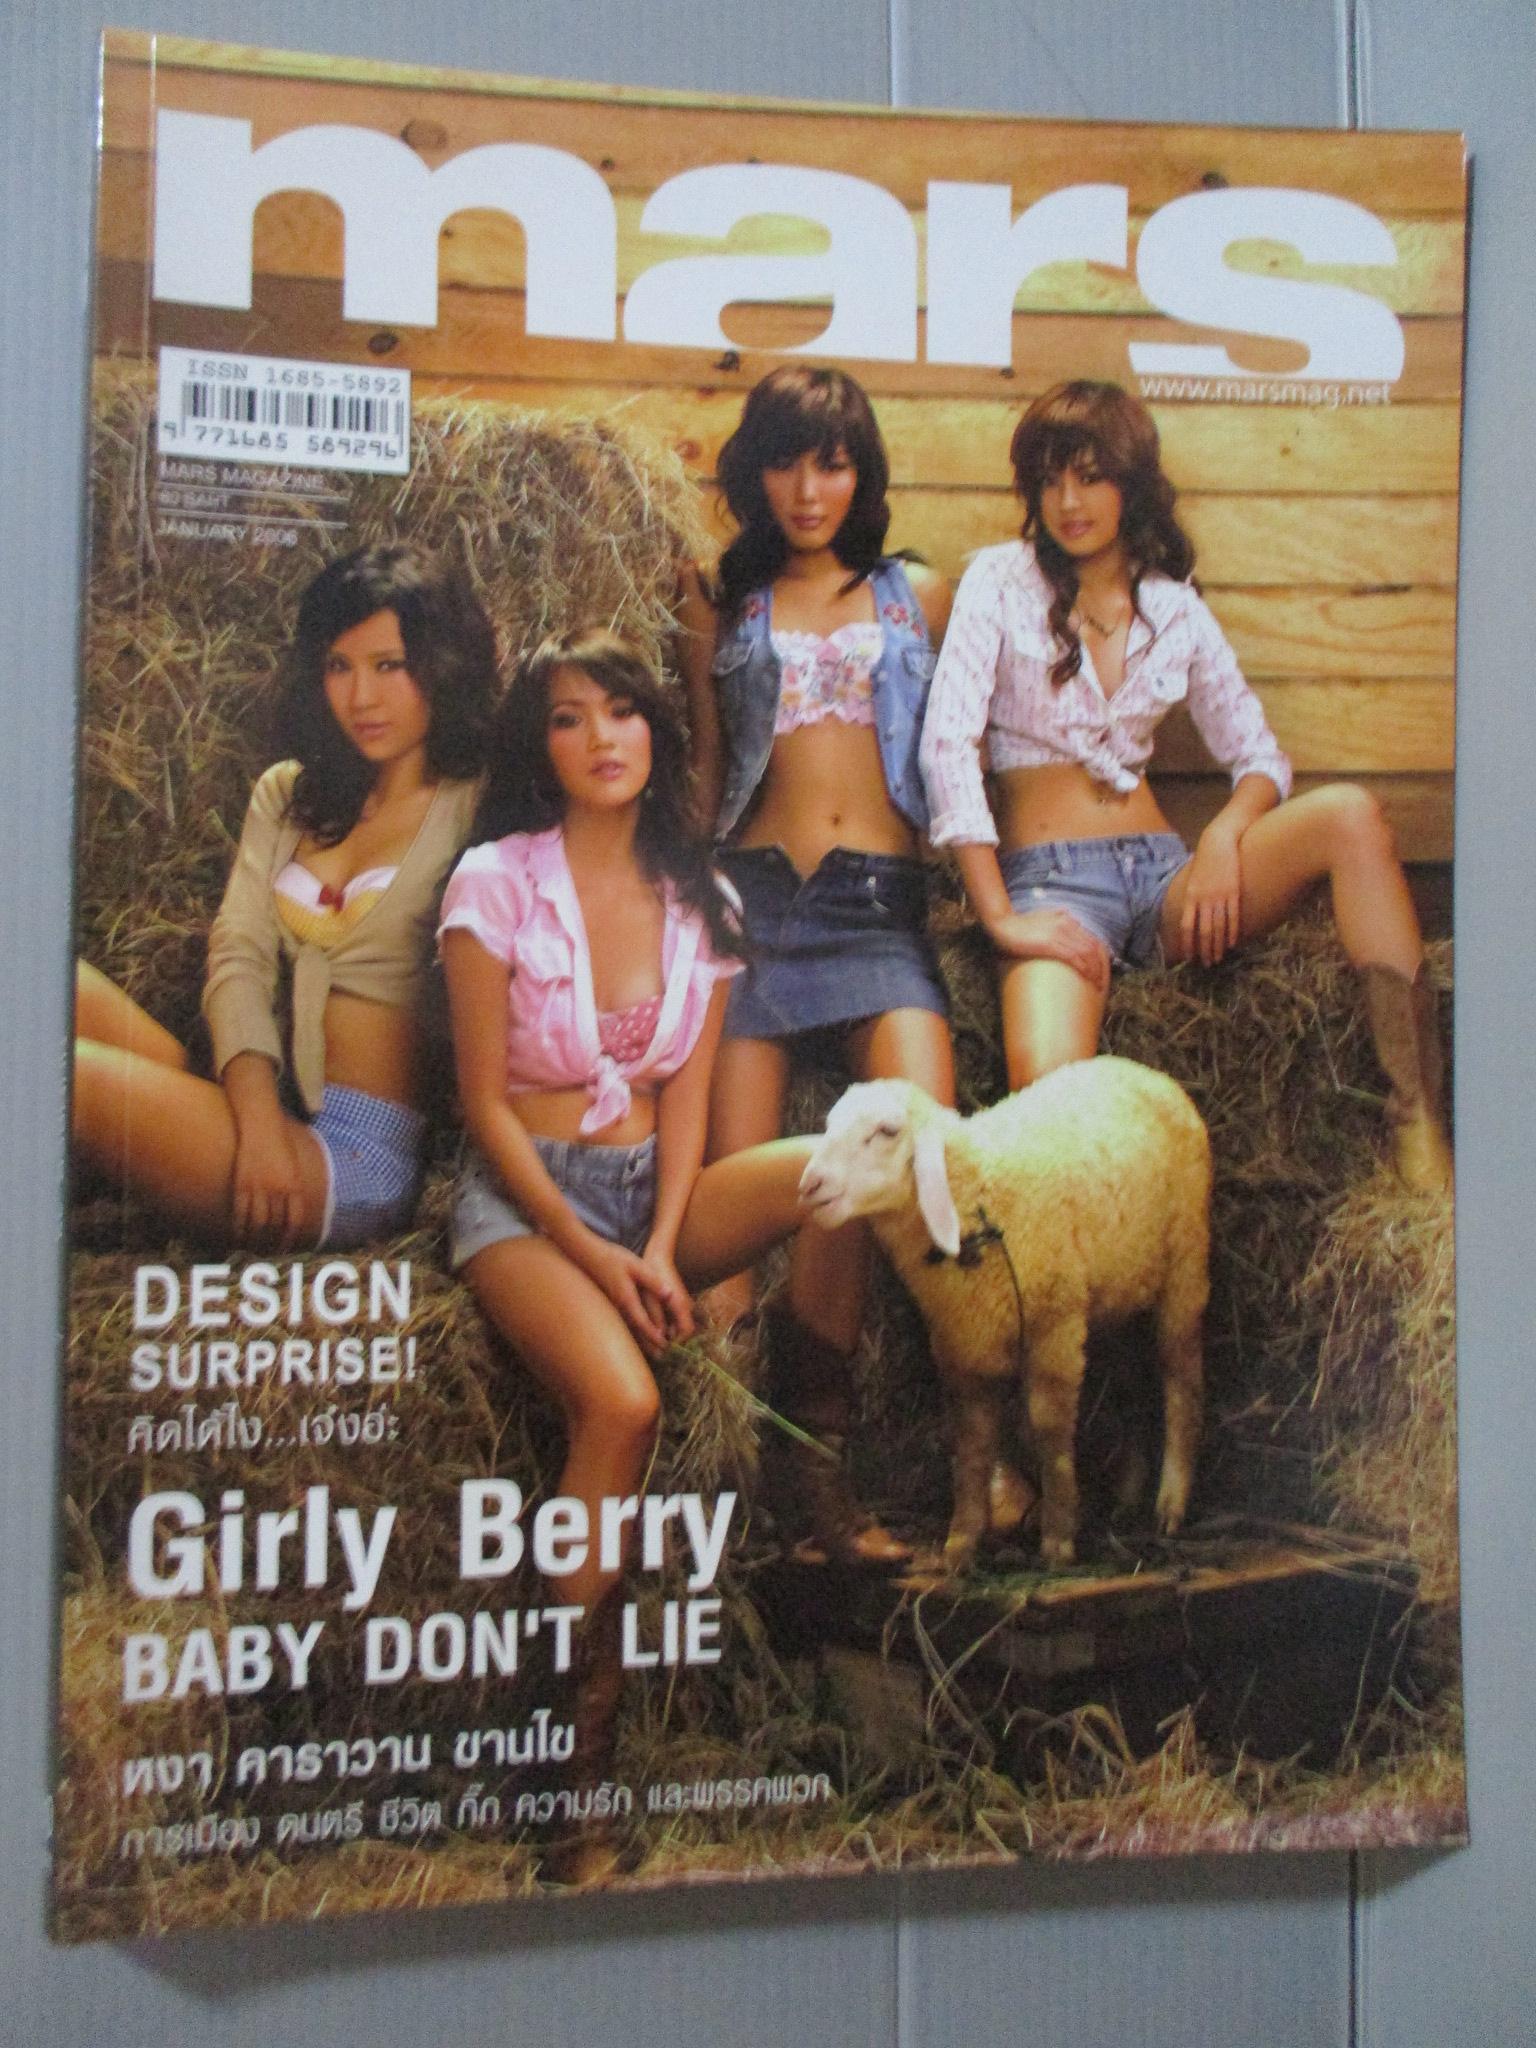 mars
www.marsmag.net
ISSN 1685-5892
9 771685 589296
MARS MAGAZINE
80 BAHT
JANUARY 2006
DESIGN
SURPRISE!
คิดได้ไง...เจ๋งอ่ะ
Girly Berry
BABY DON'T LIE
หงา คาราวาน ขานไข
การเมือง ดนตรี ชีวิต กิ๊ก ความรัก และพรรคพวก